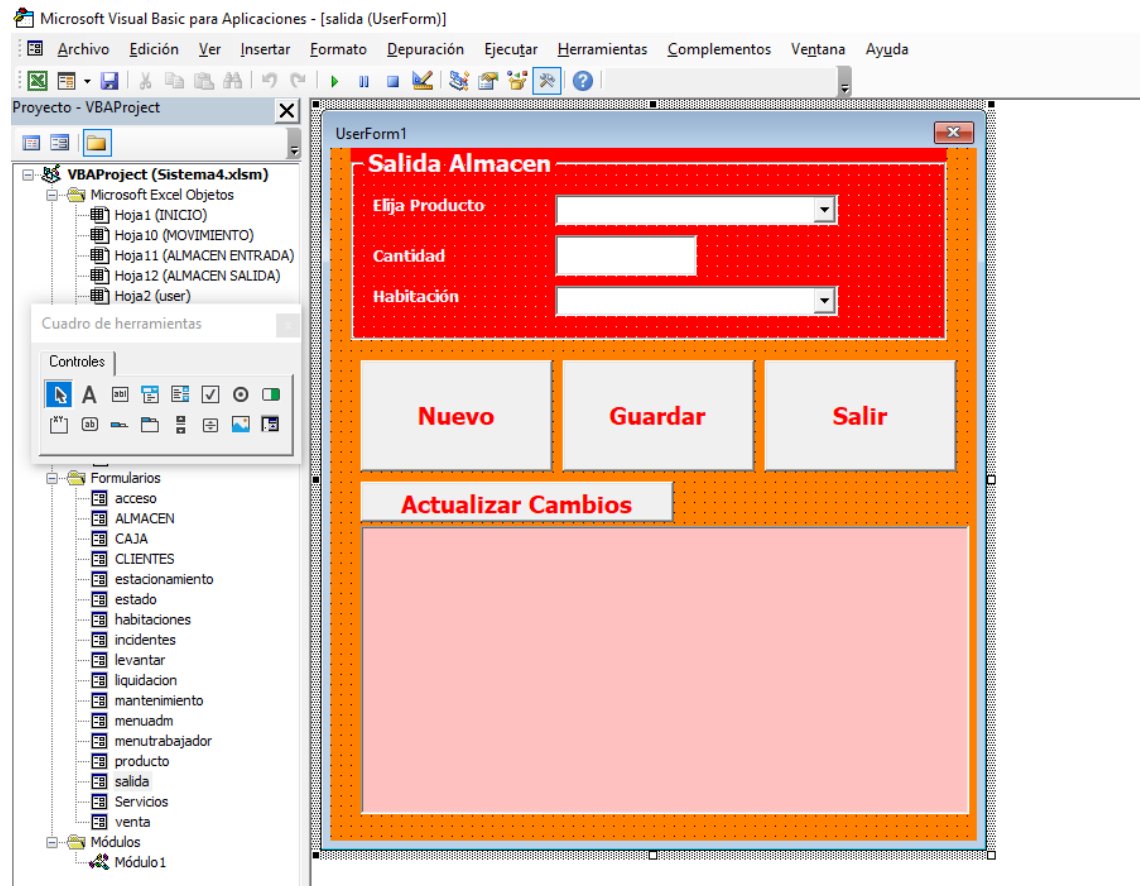 Microsoft Visual Basic para Aplicaciones - [salida (UserForm)]
Archivo Edición Ver Insertar Formato Depuración Ejecutar Herramientas Complementos Ventana Ayuda
Proyecto - VBAProject
VBAProject (Sistema4.xlsm)
Microsoft Excel Objetos
Hoja1 (INICIO)
Hoja10 (MOVIMIENTO)
Hoja11 (ALMACEN ENTRADA)
Hoja12 (ALMACEN SALIDA)
Hoja2 (user)
Cuadro de herramientas
Controles
Formularios
acceso
ALMACEN
CAJA
CLIENTES
estacionamiento
estado
habitaciones
incidentes
levantar
liquidacion
mantenimiento
menuadm
menutrabajador
producto
salida
Servicios
venta
Módulos
Módulo1
UserForm1
Salida Almacen
Elija Producto
Cantidad
Habitación
Nuevo Guardar Salir
Actualizar Cambios